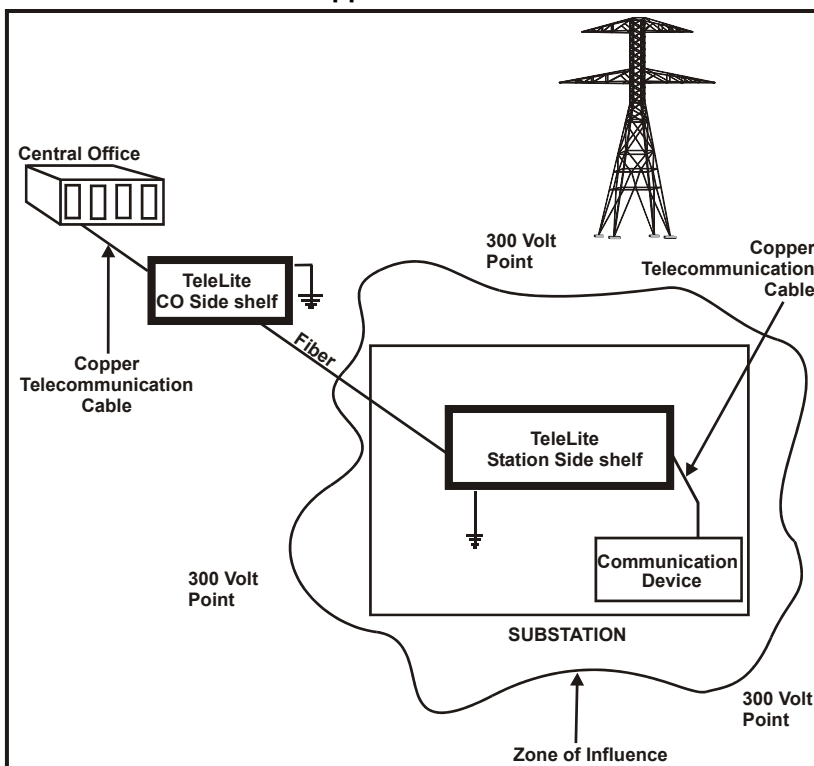 Central Office
TeleLite
CO Side shelf
Copper
Telecommunication
Cable
Fiber
300 Volt
Point
Copper
Telecommunication
Cable
TeleLite
Station Side shelf
Communication
Device
300 Volt
Point
SUBSTATION
300 Volt
Point
Zone of Influence